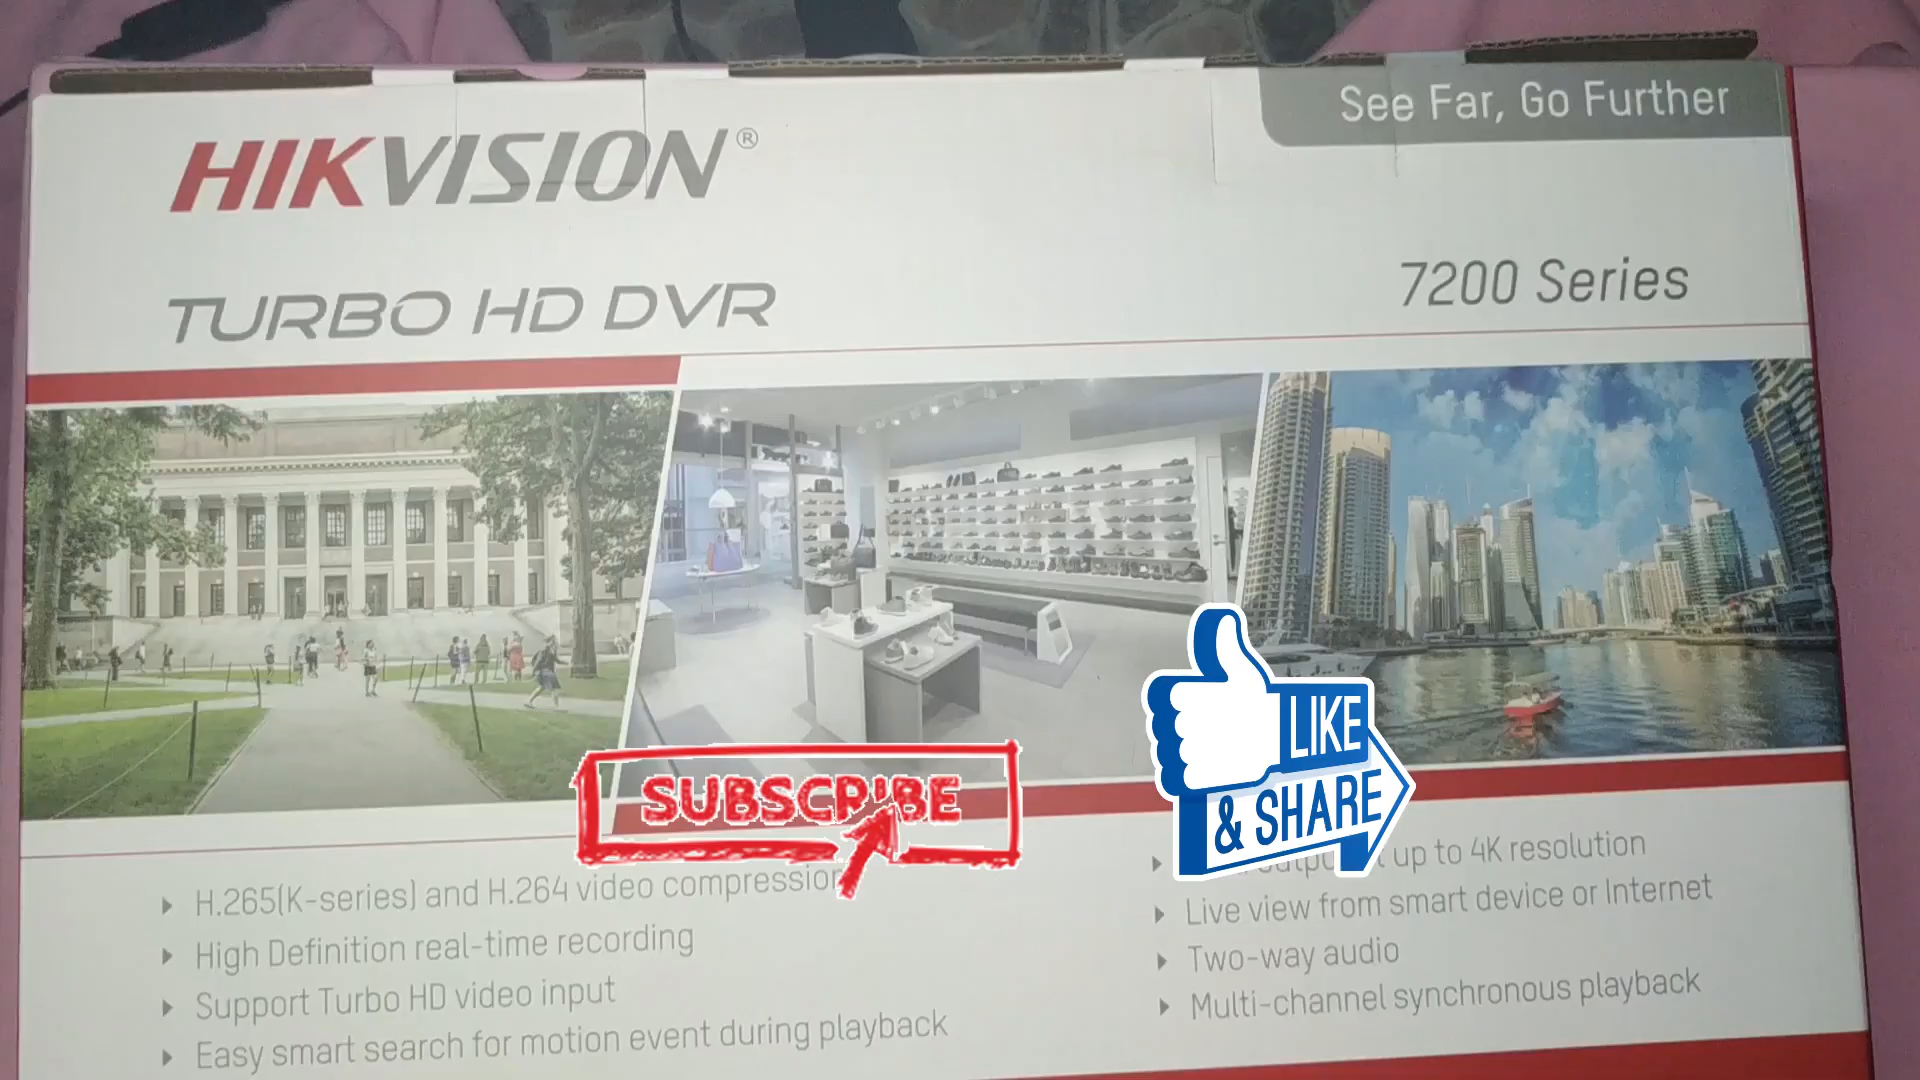 See Far, Go Further
HIKVISION®
7200 Series
TURBO HD DVR
LIKE
& SHARE
SUBSCRIBE
H.265(K-series) and H.264 video compression
High Definition real-time recording
Support Turbo HD video input
Easy smart search for motion event during playback
up to 4K resolution
Live view from smart device or Internet
Two-way audio
Multi-channel synchronous playback